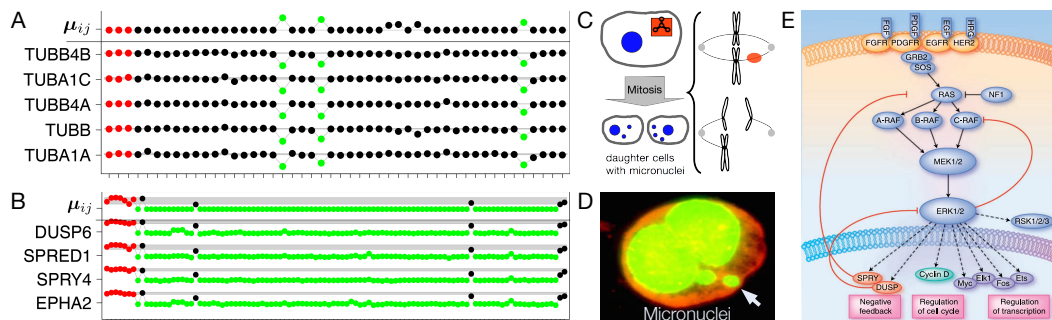 A
μij
TUBB4B
TUBA1C
TUBB4A
TUBB
TUBA1A
B
μij
DUSP6
SPRED1
SPRY4
EPHA2
C
Mitosis
daughter cells
with micronuclei
D
Micronuclei
E
FGF
PDGF
EGF
HRG
FGFR
PDGFR
EGFR
HER2
GRB2
SOS
RAS
NF1
A-RAF
B-RAF
C-RAF
MEK1/2
ERK1/2
RSK1/2/3
SPRY
DUSP
Cyclin D
Myc
Elk1
Fos
Ets
Negative
feedback
Regulation
of cell cycle
Regulation
of transcription